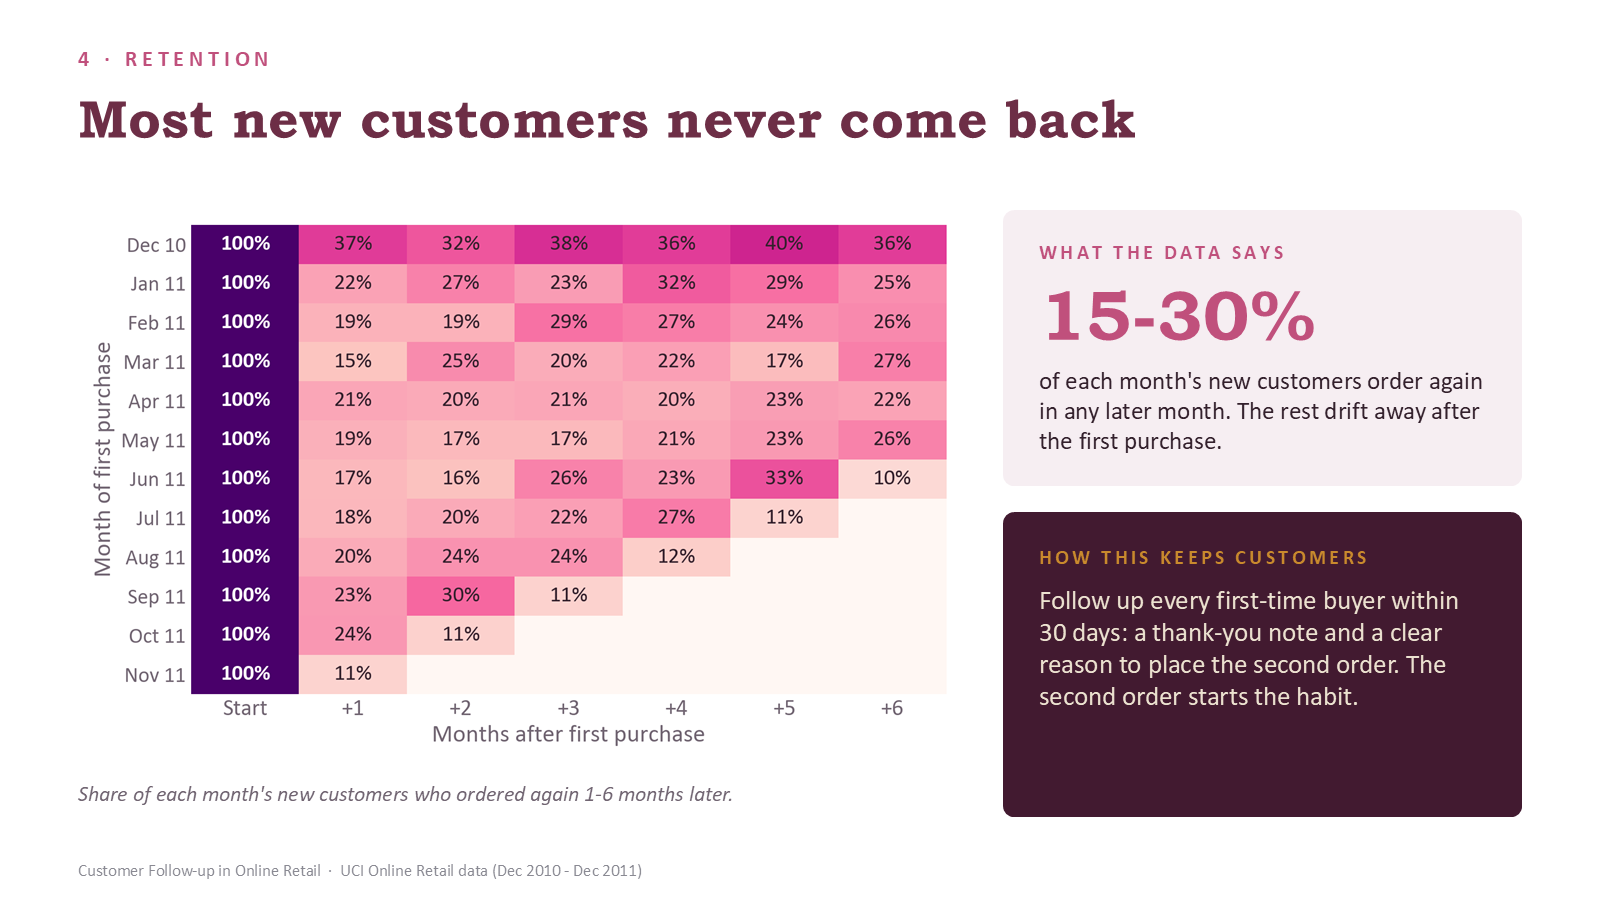 4 · RETENTION
Most new customers never come back
Month of first purchase
Dec 10 100% 37% 32% 38% 36% 40% 36%
Jan 11 100% 22% 27% 23% 32% 29% 25%
Feb 11 100% 19% 19% 29% 27% 24% 26%
Mar 11 100% 15% 25% 20% 22% 17% 27%
Apr 11 100% 21% 20% 21% 20% 23% 22%
May 11 100% 19% 17% 17% 21% 23% 26%
Jun 11 100% 17% 16% 26% 23% 33% 10%
Jul 11 100% 18% 20% 22% 27% 11%
Aug 11 100% 20% 24% 24% 12%
Sep 11 100% 23% 30% 11%
Oct 11 100% 24% 11%
Nov 11 100% 11%
Start +1 +2 +3 +4 +5 +6
Months after first purchase
Share of each month's new customers who ordered again 1-6 months later.
WHAT THE DATA SAYS
15-30%
of each month's new customers order again
in any later month. The rest drift away after
the first purchase.
HOW THIS KEEPS CUSTOMERS
Follow up every first-time buyer within
30 days: a thank-you note and a clear
reason to place the second order. The
second order starts the habit.
Customer Follow-up in Online Retail · UCI Online Retail data (Dec 2010 - Dec 2011)